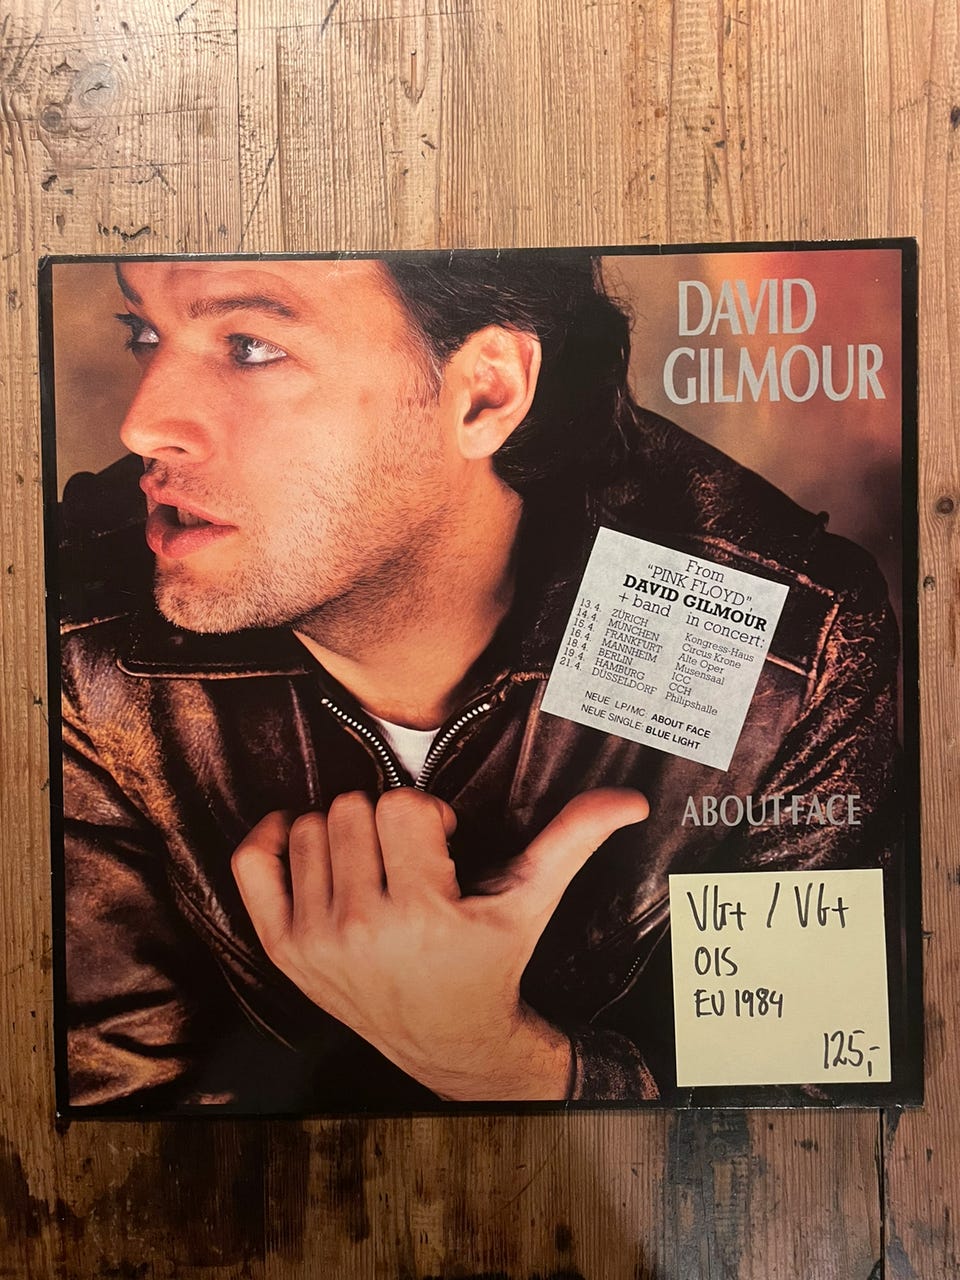 DAVID
GILMOUR
From
"PINK FLOYD",
DAVID GILMOUR
+ band in concert:
13.4. ZÜRICH Kongress-Haus
14.4. MÜNCHEN Circus Krone
15.4. FRANKFURT Alte Oper
16.4. MANNHEIM Musensaal
18.4. BERLIN ICC
19.4. HAMBURG CCH
21.4. DÜSSELDORF Philipshalle
NEUE LP/MC: ABOUT FACE
NEUE SINGLE: BLUE LIGHT
ABOUT FACE
VG+ / VG+
OIS
EU 1984
125,-